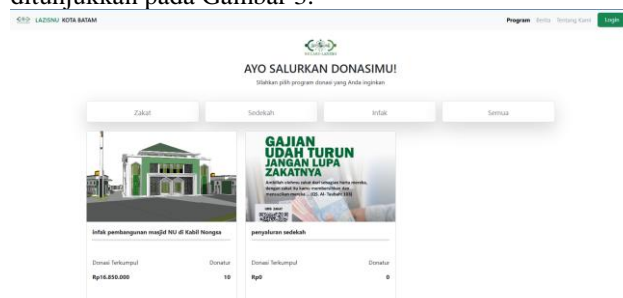 ditunjukkan pada Gambar 3.
LAZISNU KOTA BATAM
Program Berita Tentang Kami Login
AYO SALURKAN DONASIMU!
Silahkan pilih program donasi yang Anda inginkan
Zakat Sedekah Infak Semua
GAJIAN
UDAH TURUN
JANGAN LUPA
ZAKATNYA
infak pembangunan masjid NU di Kabil Nongsa
penyaluran sedekah
Donasi Terkumpul Donatur
Rp16.850.000 10
Donasi Terkumpul Donatur
Rp0 0